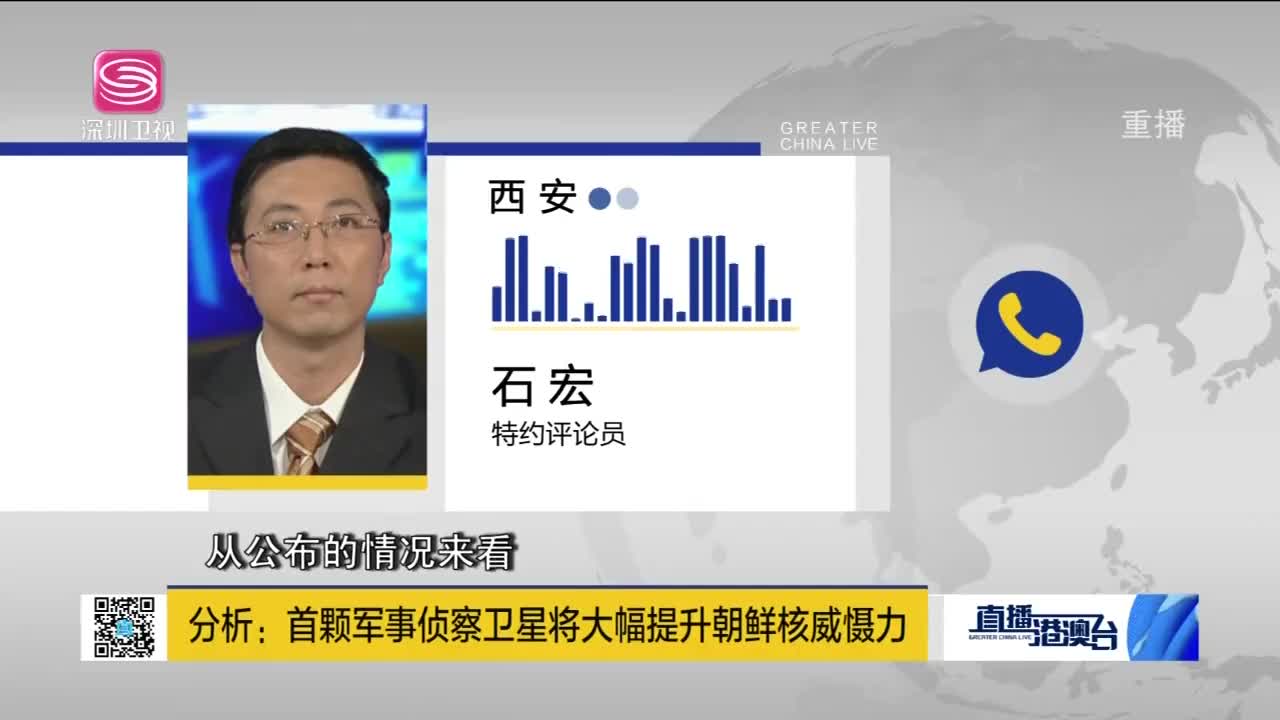 深圳卫视
GREATER
CHINA LIVE
重播
西安
石宏
特约评论员
从公布的情况来看
分析：首颗军事侦察卫星将大幅提升朝鲜核威慑力
直播
GREATER CHINA LIVE
港澳台